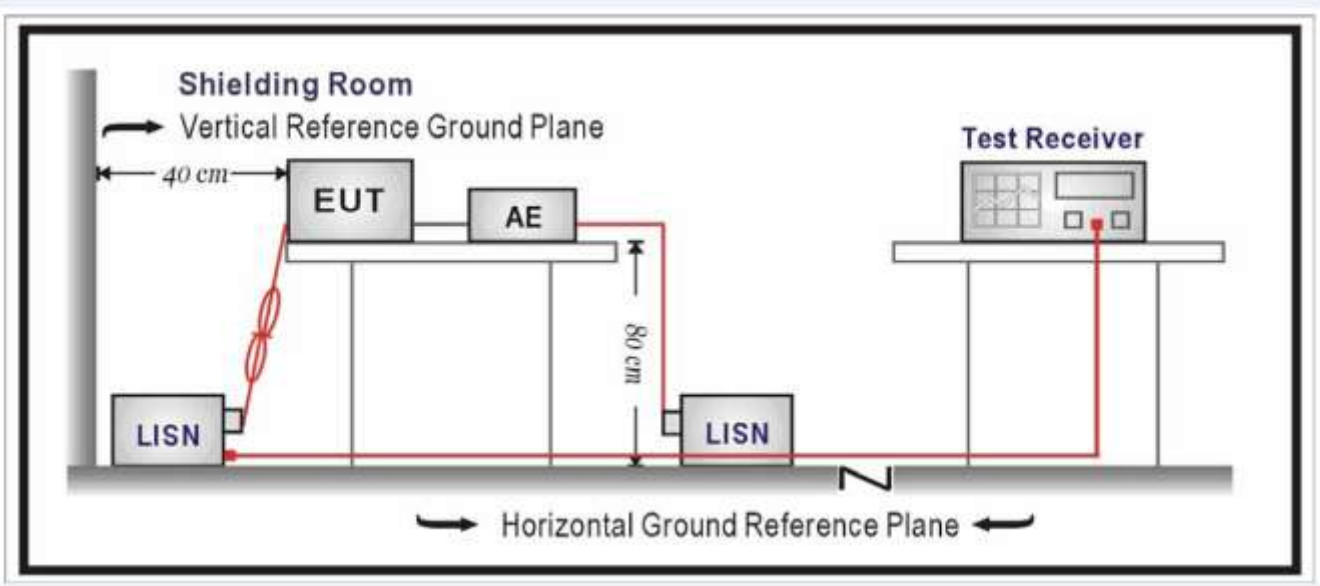 Shielding Room
Vertical Reference Ground Plane
Test Receiver
40 cm
EUT
AE
80 cm
LISN
LISN
Horizontal Ground Reference Plane